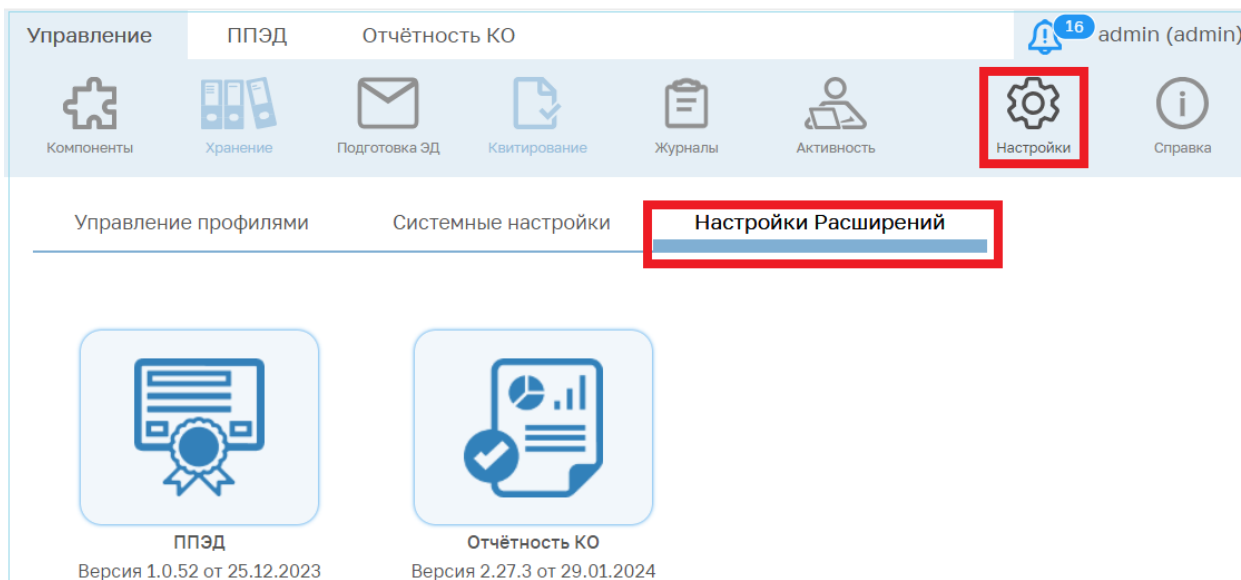 Управление ППЭД Отчётность КО 16 admin (admin)
Компоненты Хранение Подготовка ЭД Квитирование Журналы Активность Настройки Справка
Управление профилями Системные настройки Настройки Расширений
ППЭД Отчётность КО
Версия 1.0.52 от 25.12.2023 Версия 2.27.3 от 29.01.2024